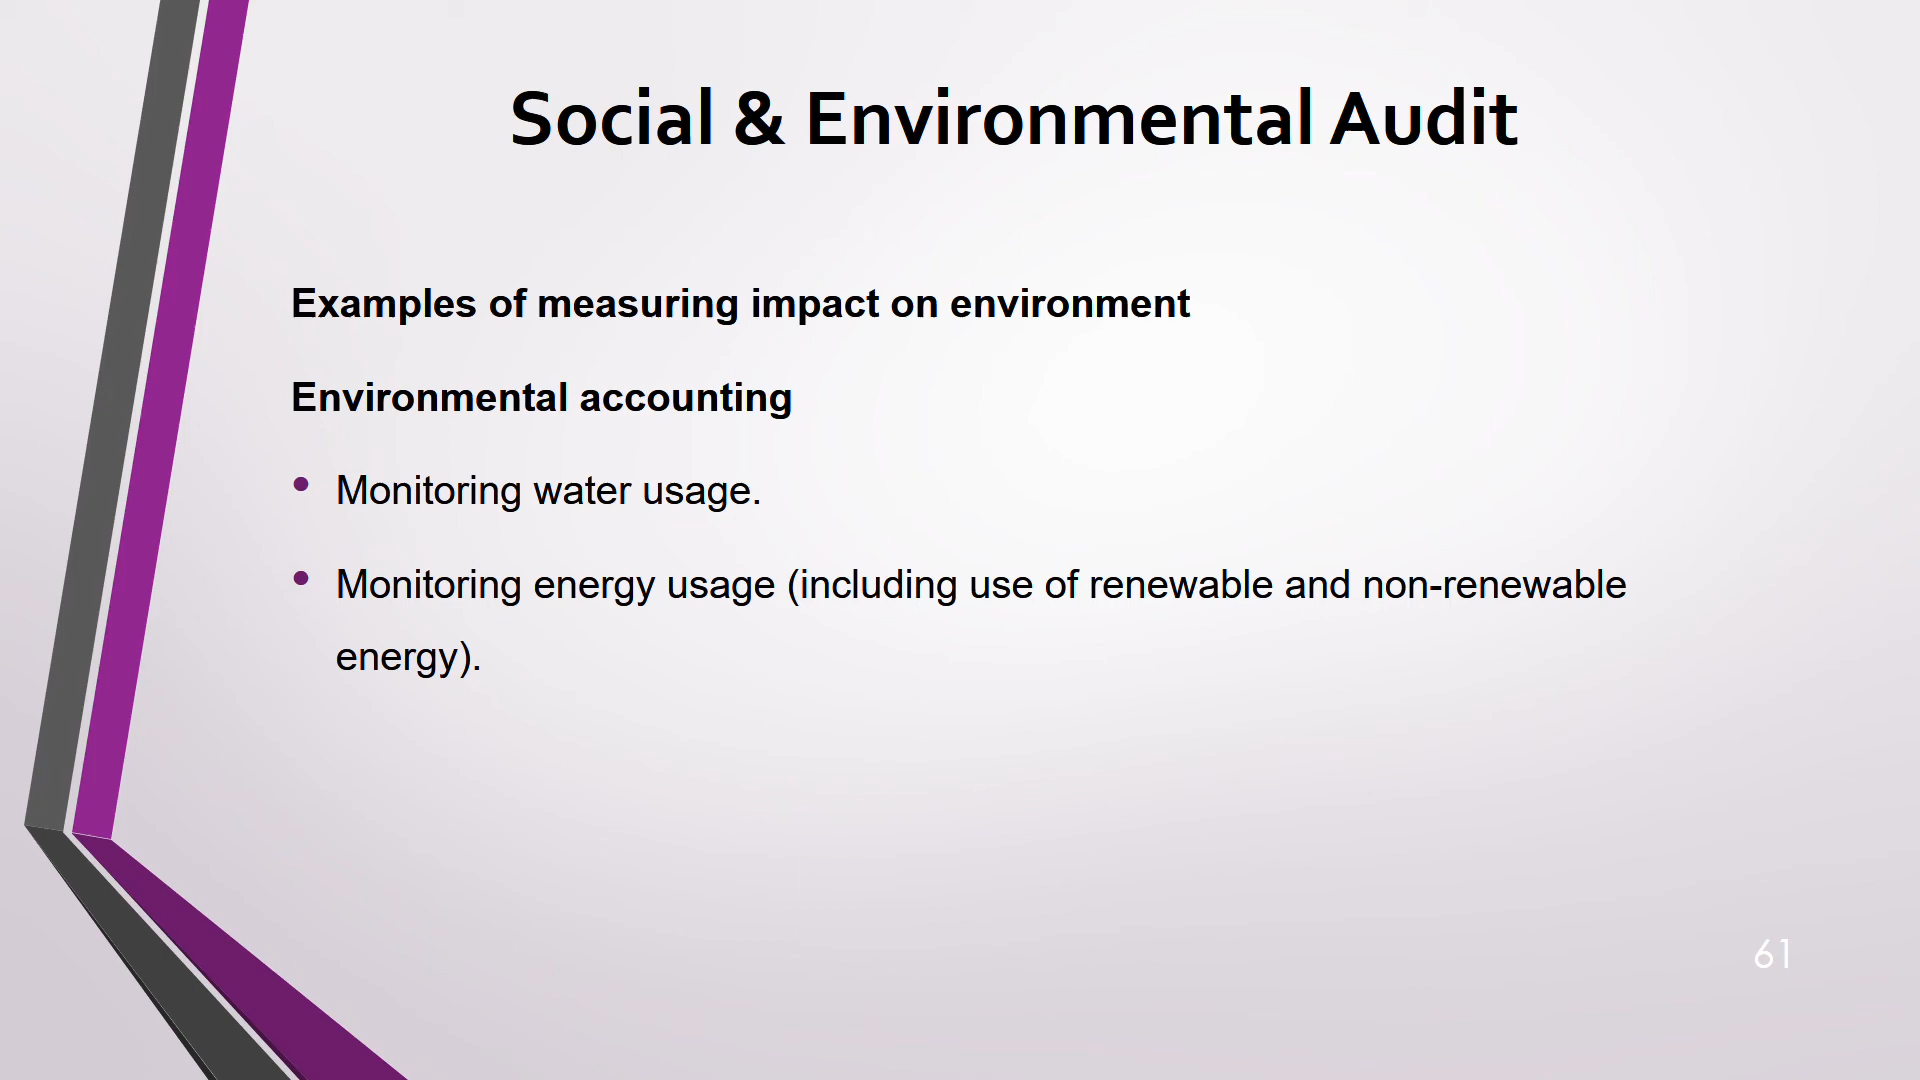 Social & Environmental Audit
Examples of measuring impact on environment
Environmental accounting
• Monitoring water usage.
• Monitoring energy usage (including use of renewable and non-renewable
energy).
61